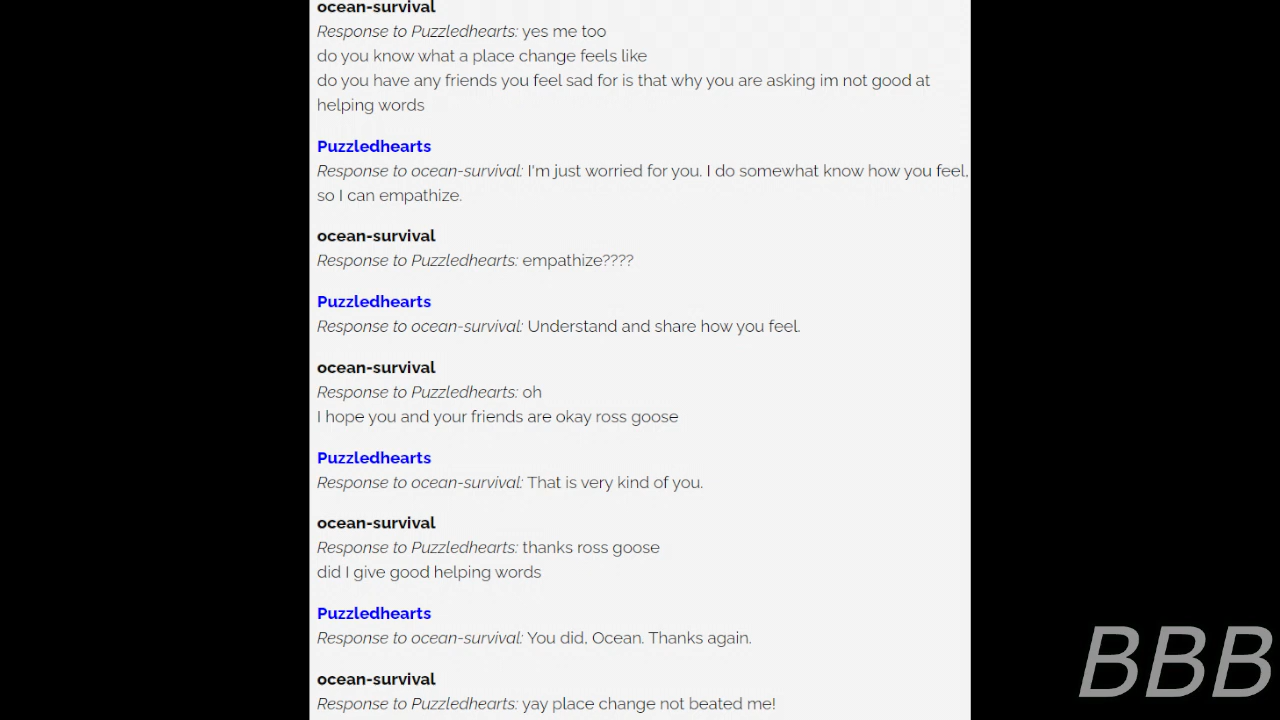 ocean-survival
Response to Puzzledhearts: yes me too
do you know what a place change feels like
do you have any friends you feel sad for is that why you are asking im not good at
helping words
Puzzledhearts
Response to ocean-survival: I'm just worried for you. I do somewhat know how you feel,
so I can empathize.
ocean-survival
Response to Puzzledhearts: empathize????
Puzzledhearts
Response to ocean-survival: Understand and share how you feel.
ocean-survival
Response to Puzzledhearts: oh
I hope you and your friends are okay ross goose
Puzzledhearts
Response to ocean-survival: That is very kind of you.
ocean-survival
Response to Puzzledhearts: thanks ross goose
did I give good helping words
Puzzledhearts
Response to ocean-survival: You did, Ocean. Thanks again.
ocean-survival
Response to Puzzledhearts: yay place change not beated me!
BBB